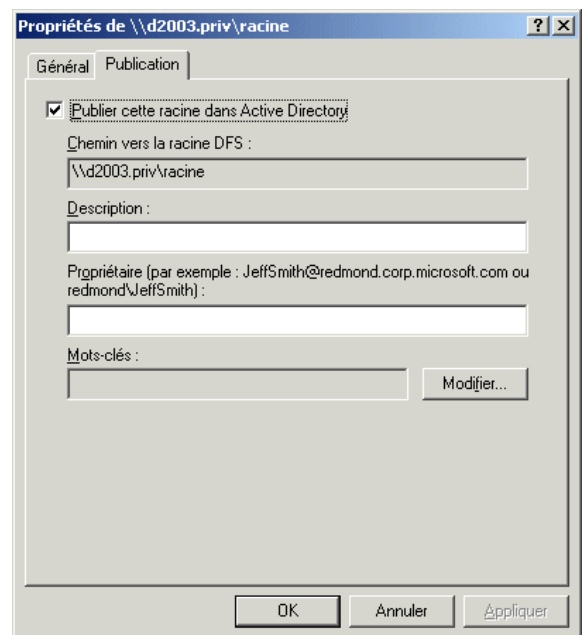 Propriétés de \\d2003.priv\racine
Général Publication
Publier cette racine dans Active Directory
Chemin vers la racine DFS :
\\d2003.priv\racine
Description :
Propriétaire (par exemple : JeffSmith@redmond.corp.microsoft.com ou
redmond\JeffSmith) :
Mots-clés :
Modifier...
OK Annuler Appliquer